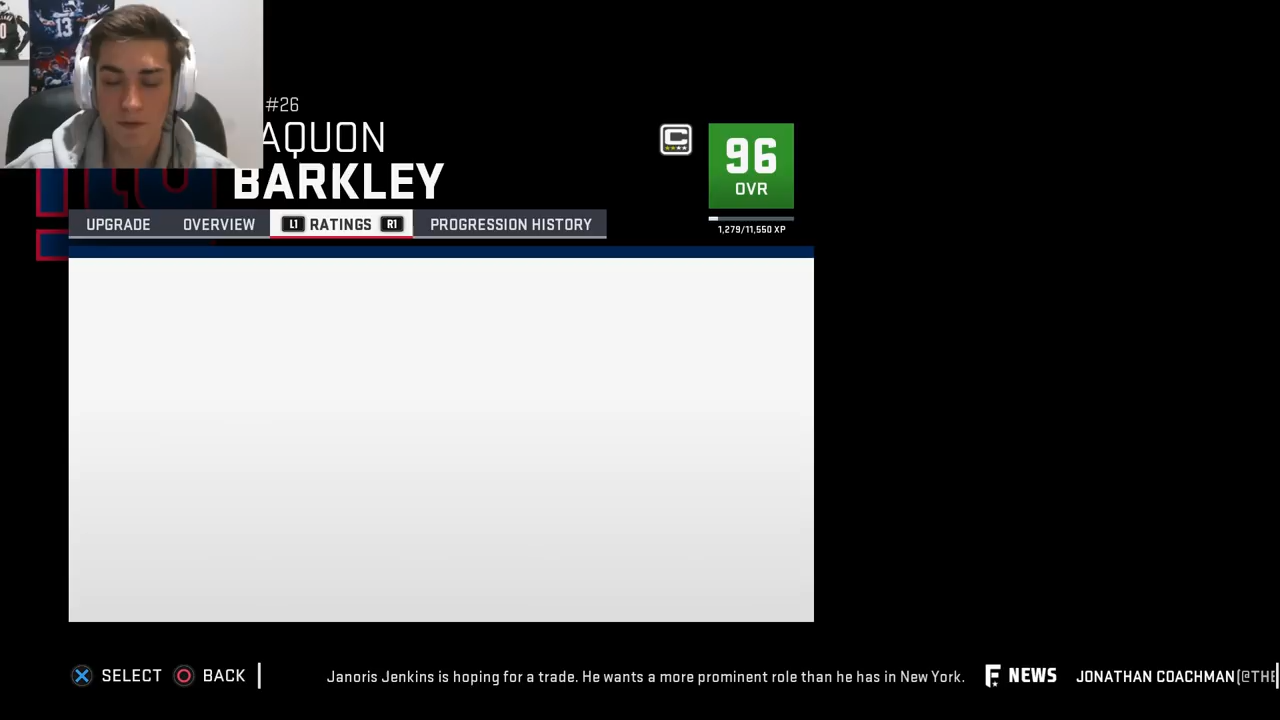 #26
AQUON
BARKLEY
96
OVR
1,279/11,550 XP
UPGRADE OVERVIEW L1 RATINGS R1 PROGRESSION HISTORY
SELECT BACK Janoris Jenkins is hoping for a trade. He wants a more prominent role than he has in New York. NEWS JONATHAN COACHMAN(@THE
13